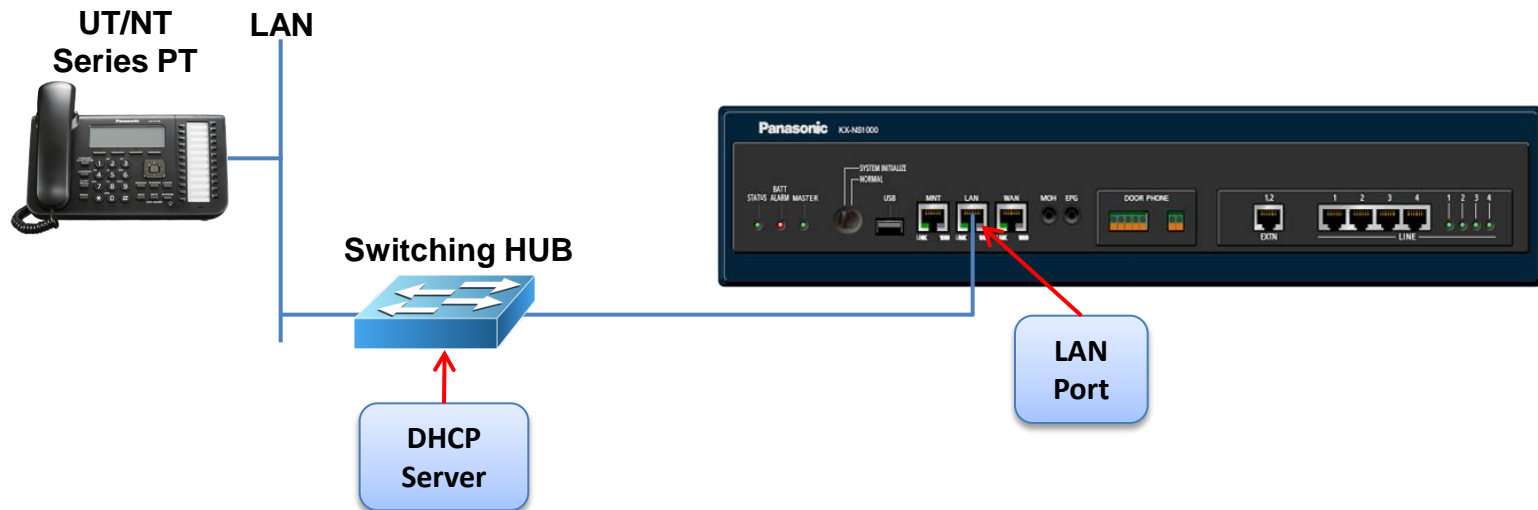 UT/NT
Series PT
LAN
Panasonic KX-NS1000
SYSTEM INITIALIZE
NORMAL
BATT
STATUS ALARM MASTER
USB
MNT
LAN
WAN
MOH
EPG
DOOR PHONE
1,2
EXTN
1 2 3 4
LINE
1 2 3 4
Switching HUB
LAN
Port
DHCP
Server